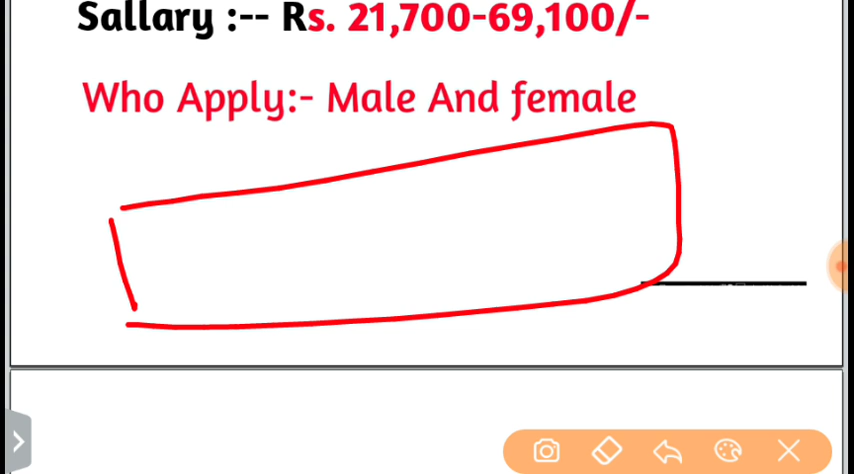 Sallary :-- Rs. 21,700-69,100/-
Who Apply:- Male And female